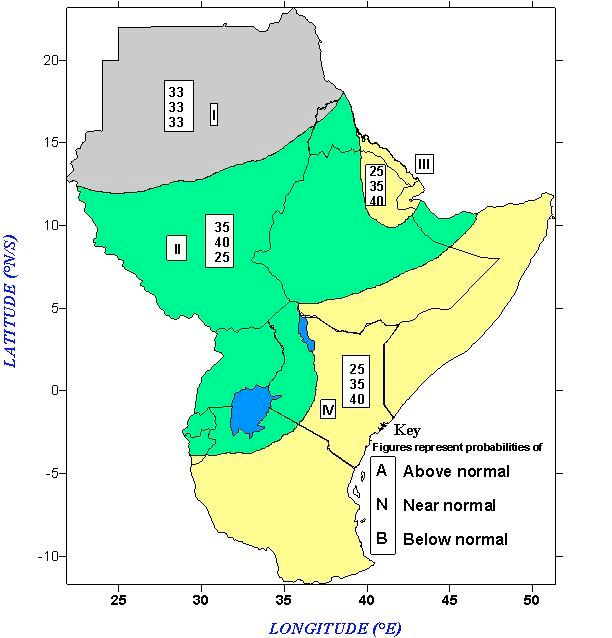 20
15
10
5
0
-5
-10
25
30
35
40
45
50
LATITUDE (°N/S)
LONGITUDE (°E)
33
33
33
I
III
25
35
40
II
35
40
25
25
35
40
IV
Key
Figures represent probabilities of
A Above normal
N Near normal
B Below normal